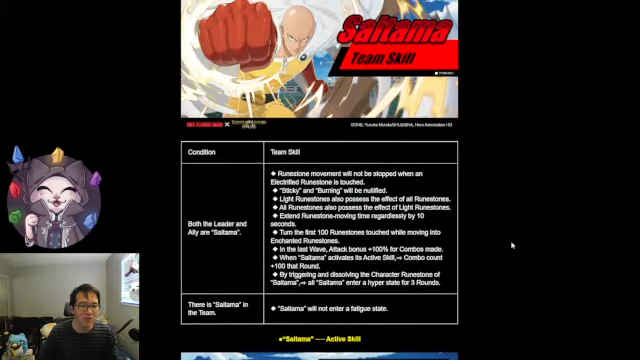 Saitama
Team Skill
ONE PUNCH MAN X TOWER OF SAVIORS
Condition
Team Skill
Both the Leader and
Ally are "Saitama".
◆ Runestone movement will not be stopped when an
Electrified Runestone is touched.
◆ "Sticky" and "Burning" will be nullified.
◆ Light Runestones also possess the effect of all Runestones.
◆ All Runestones also possess the effect of Light Runestones.
◆ Extend Runestone-moving time regardlessly by 10
seconds.
◆ Turn the first 100 Runestones touched while moving into
Enchanted Runestones.
◆ In the last Wave, Attack bonus +100% for Combos made.
◆ When "Saitama" activates its Active Skill,⇒ Combo count
+100 that Round.
◆ By triggering and dissolving the Character Runestone of
"Saitama",⇒ all "Saitama" enter a hyper state for 3 Rounds.
There is "Saitama" in
the Team.
◆ "Saitama" will not enter a fatigue state.
●"Saitama" ── Active Skill